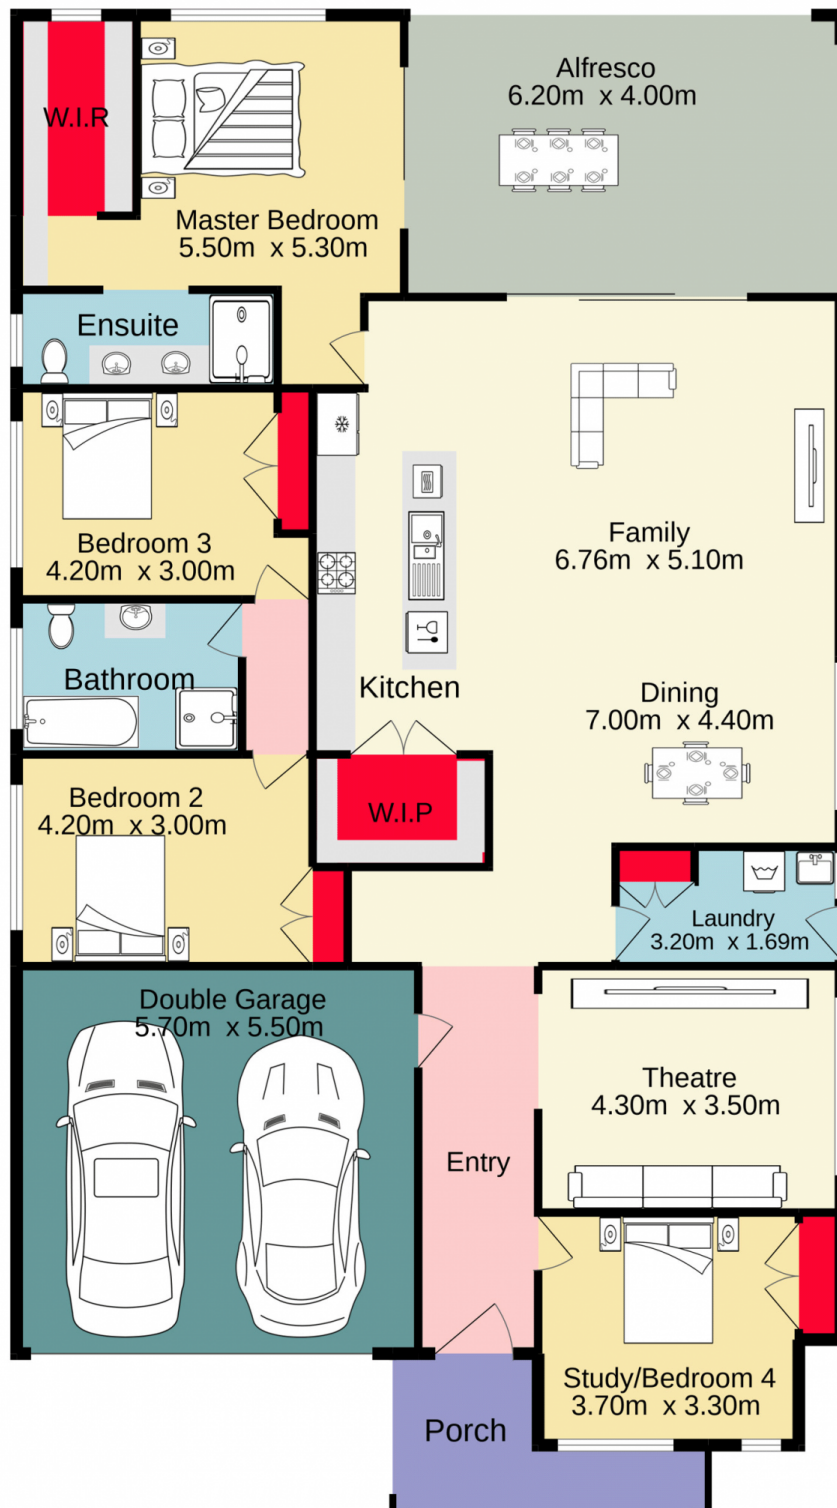 Alfresco
6.20m x 4.00m
W.I.R
Master Bedroom
5.50m x 5.30m
Ensuite
Bedroom 3
4.20m x 3.00m
Family
6.76m x 5.10m
Bathroom
Kitchen
Dining
7.00m x 4.40m
Bedroom 2
4.20m x 3.00m
W.I.P
Laundry
3.20m x 1.69m
Double Garage
5.70m x 5.50m
Theatre
4.30m x 3.50m
Entry
Study/Bedroom 4
3.70m x 3.30m
Porch